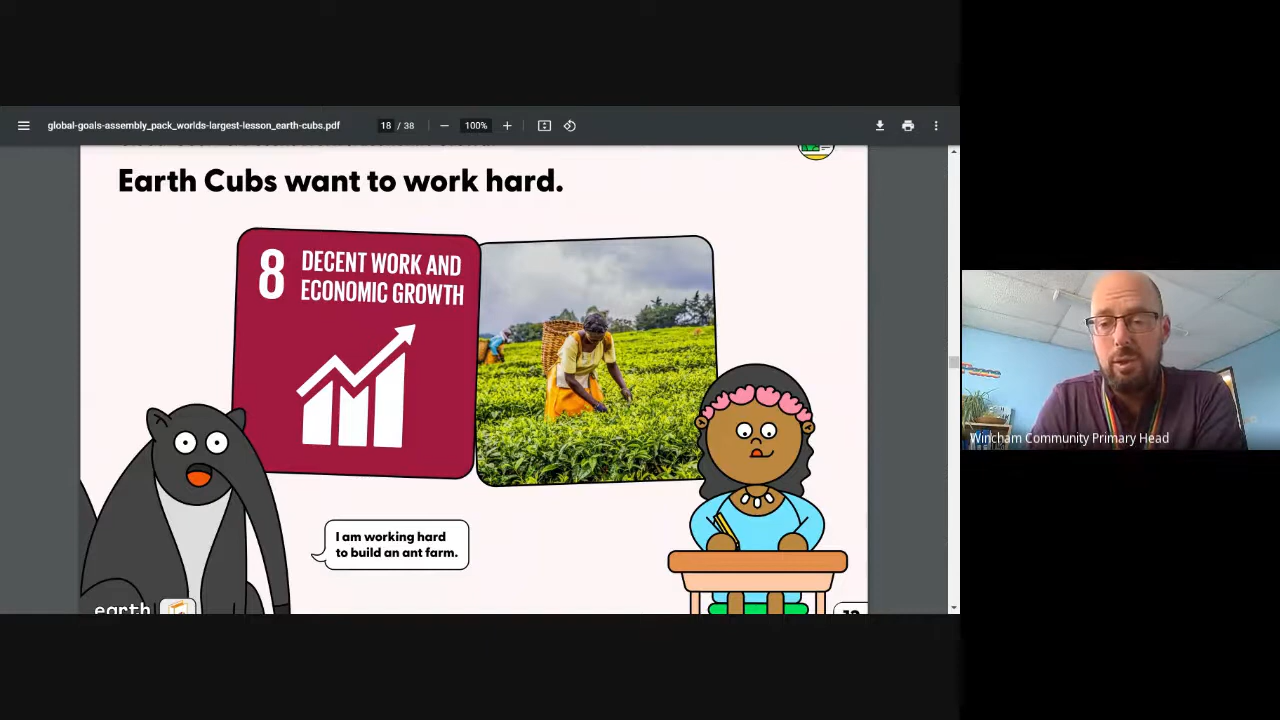 global-goals-assembly_pack_worlds-largest-lesson_earth-cubs.pdf
18 / 38
100%
Earth Cubs want to work hard.
8 DECENT WORK AND
ECONOMIC GROWTH
I am working hard
to build an ant farm.
earth
Wincham Community Primary Head